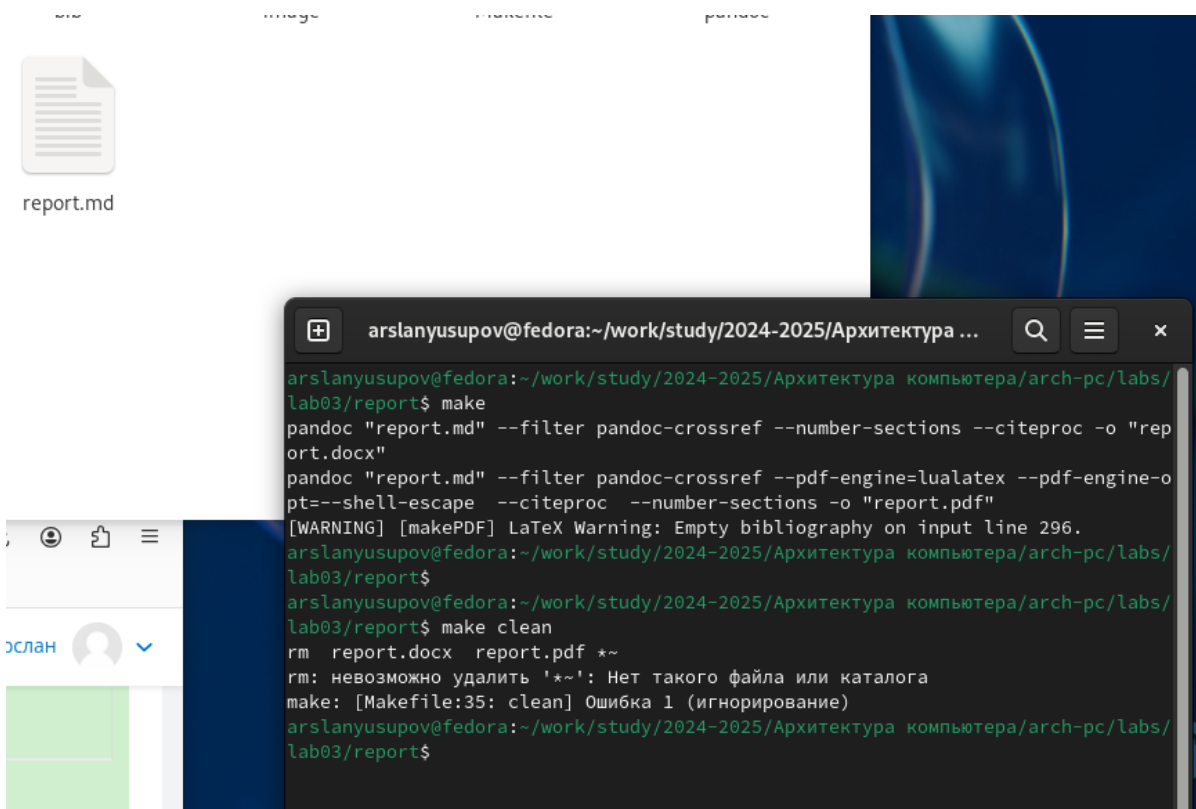 report.md
arslanyusupov@fedora:~/work/study/2024-2025/Архитектура ...
arslanyusupov@fedora:~/work/study/2024-2025/Архитектура компьютера/arch-pc/labs/
lab03/report$ make
pandoc "report.md" --filter pandoc-crossref --number-sections --citeproc -o "rep
ort.docx"
pandoc "report.md" --filter pandoc-crossref --pdf-engine=lualatex --pdf-engine-o
pt=--shell-escape  --citeproc  --number-sections -o "report.pdf"
[WARNING] [makePDF] LaTeX Warning: Empty bibliography on input line 296.
arslanyusupov@fedora:~/work/study/2024-2025/Архитектура компьютера/arch-pc/labs/
lab03/report$
arslanyusupov@fedora:~/work/study/2024-2025/Архитектура компьютера/arch-pc/labs/
lab03/report$ make clean
rm  report.docx  report.pdf *~
rm: невозможно удалить '*~': Нет такого файла или каталога
make: [Makefile:35: clean] Ошибка 1 (игнорирование)
arslanyusupov@fedora:~/work/study/2024-2025/Архитектура компьютера/arch-pc/labs/
lab03/report$
ослан